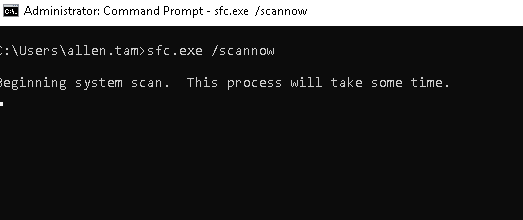 Administrator: Command Prompt - sfc.exe /scannow
C:\Users\allen.tam>sfc.exe /scannow
Beginning system scan.  This process will take some time.